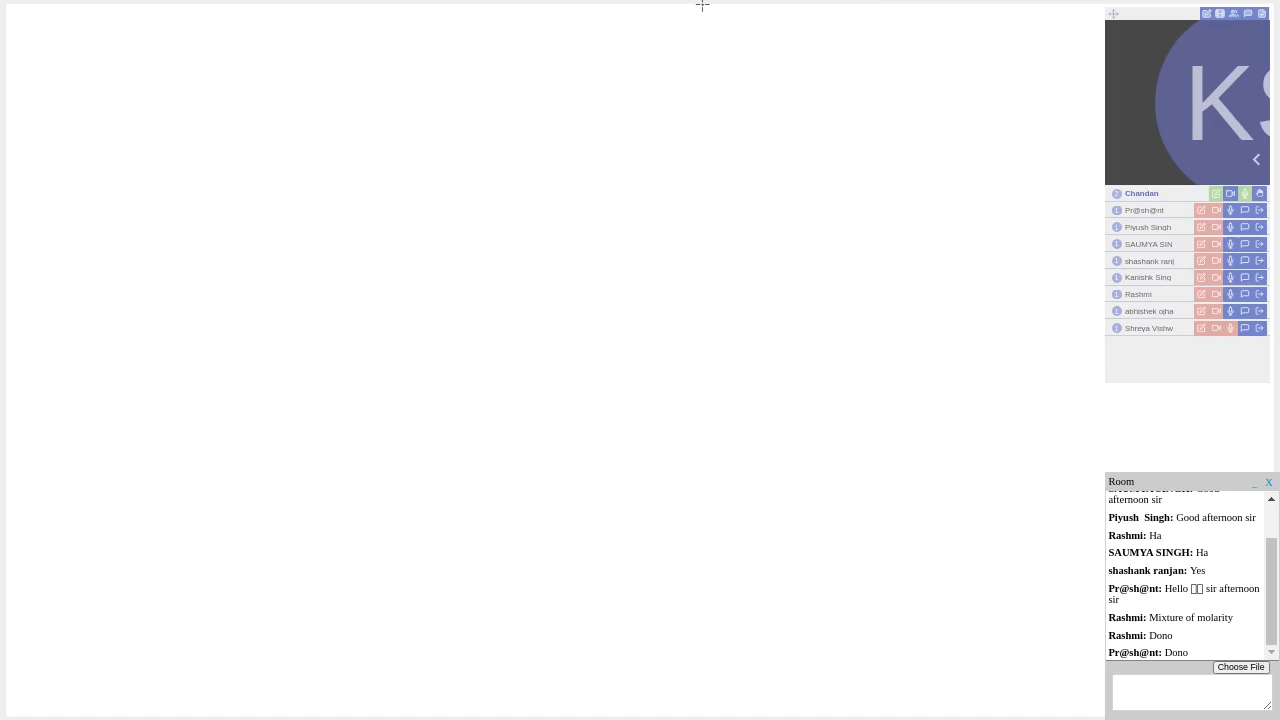 KS
Chandan
Pr@sh@nt
Piyush Singh
SAUMYA SIN
shashank ranj
Kanishk Sing
Rashmi
abhishek ojha
Shreya Vishw
Room
_ X
afternoon sir
Piyush Singh: Good afternoon sir
Rashmi: Ha
SAUMYA SINGH: Ha
shashank ranjan: Yes
Pr@sh@nt: Hello sir afternoon
sir
Rashmi: Mixture of molarity
Rashmi: Dono
Pr@sh@nt: Dono
Choose File